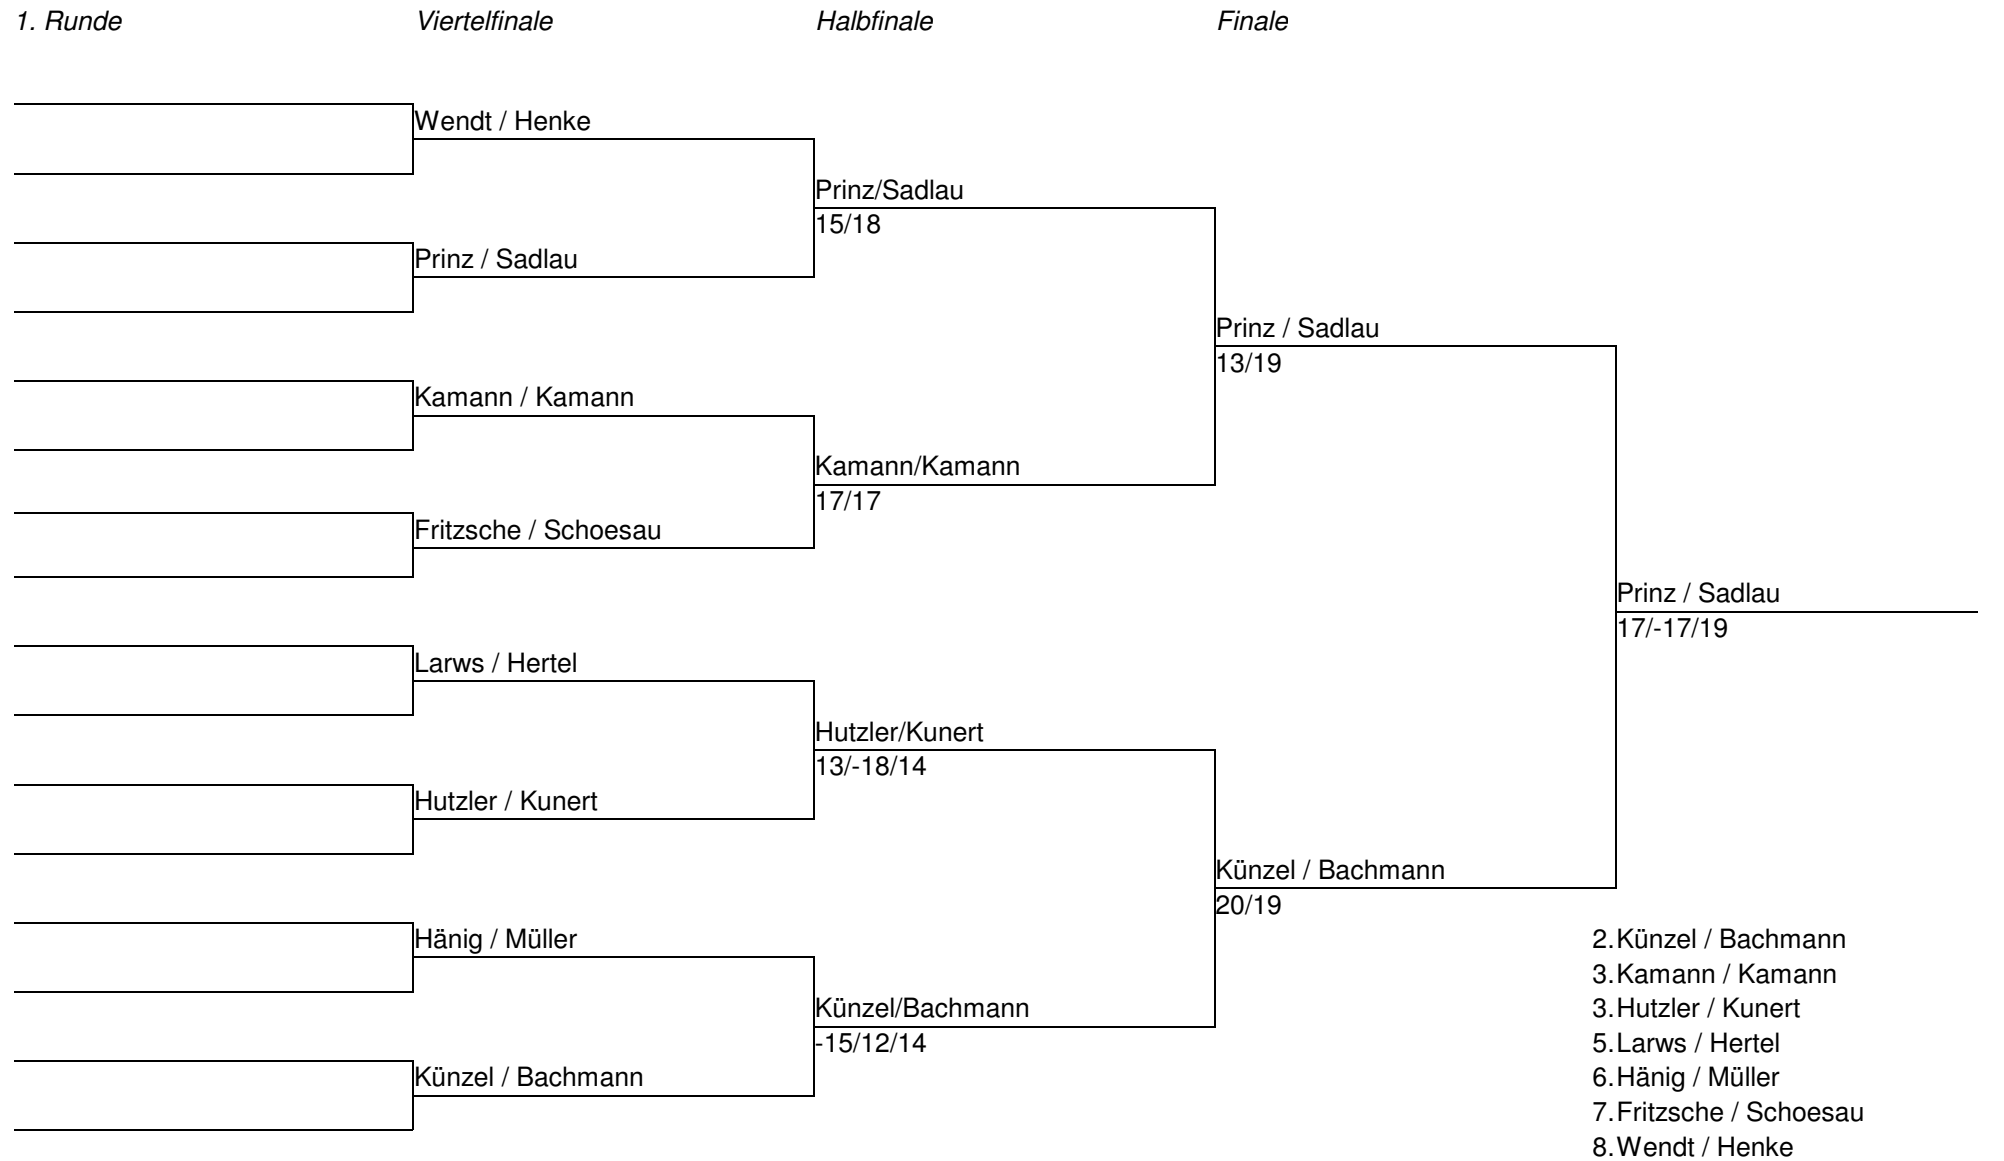 1. Runde
Viertelfinale
Halbfinale
Finale
Wendt / Henke
Prinz/Sadlau
15/18
Prinz / Sadlau
Prinz / Sadlau
13/19
Kamann / Kamann
Kamann/Kamann
17/17
Fritzsche / Schoesau
Prinz / Sadlau
17/-17/19
Larws / Hertel
Hutzler/Kunert
13/-18/14
Hutzler / Kunert
Künzel / Bachmann
20/19
Hänig / Müller
Künzel/Bachmann
-15/12/14
Künzel / Bachmann
2.Künzel / Bachmann
3.Kamann / Kamann
3.Hutzler / Kunert
5.Larws / Hertel
6.Hänig / Müller
7.Fritzsche / Schoesau
8.Wendt / Henke